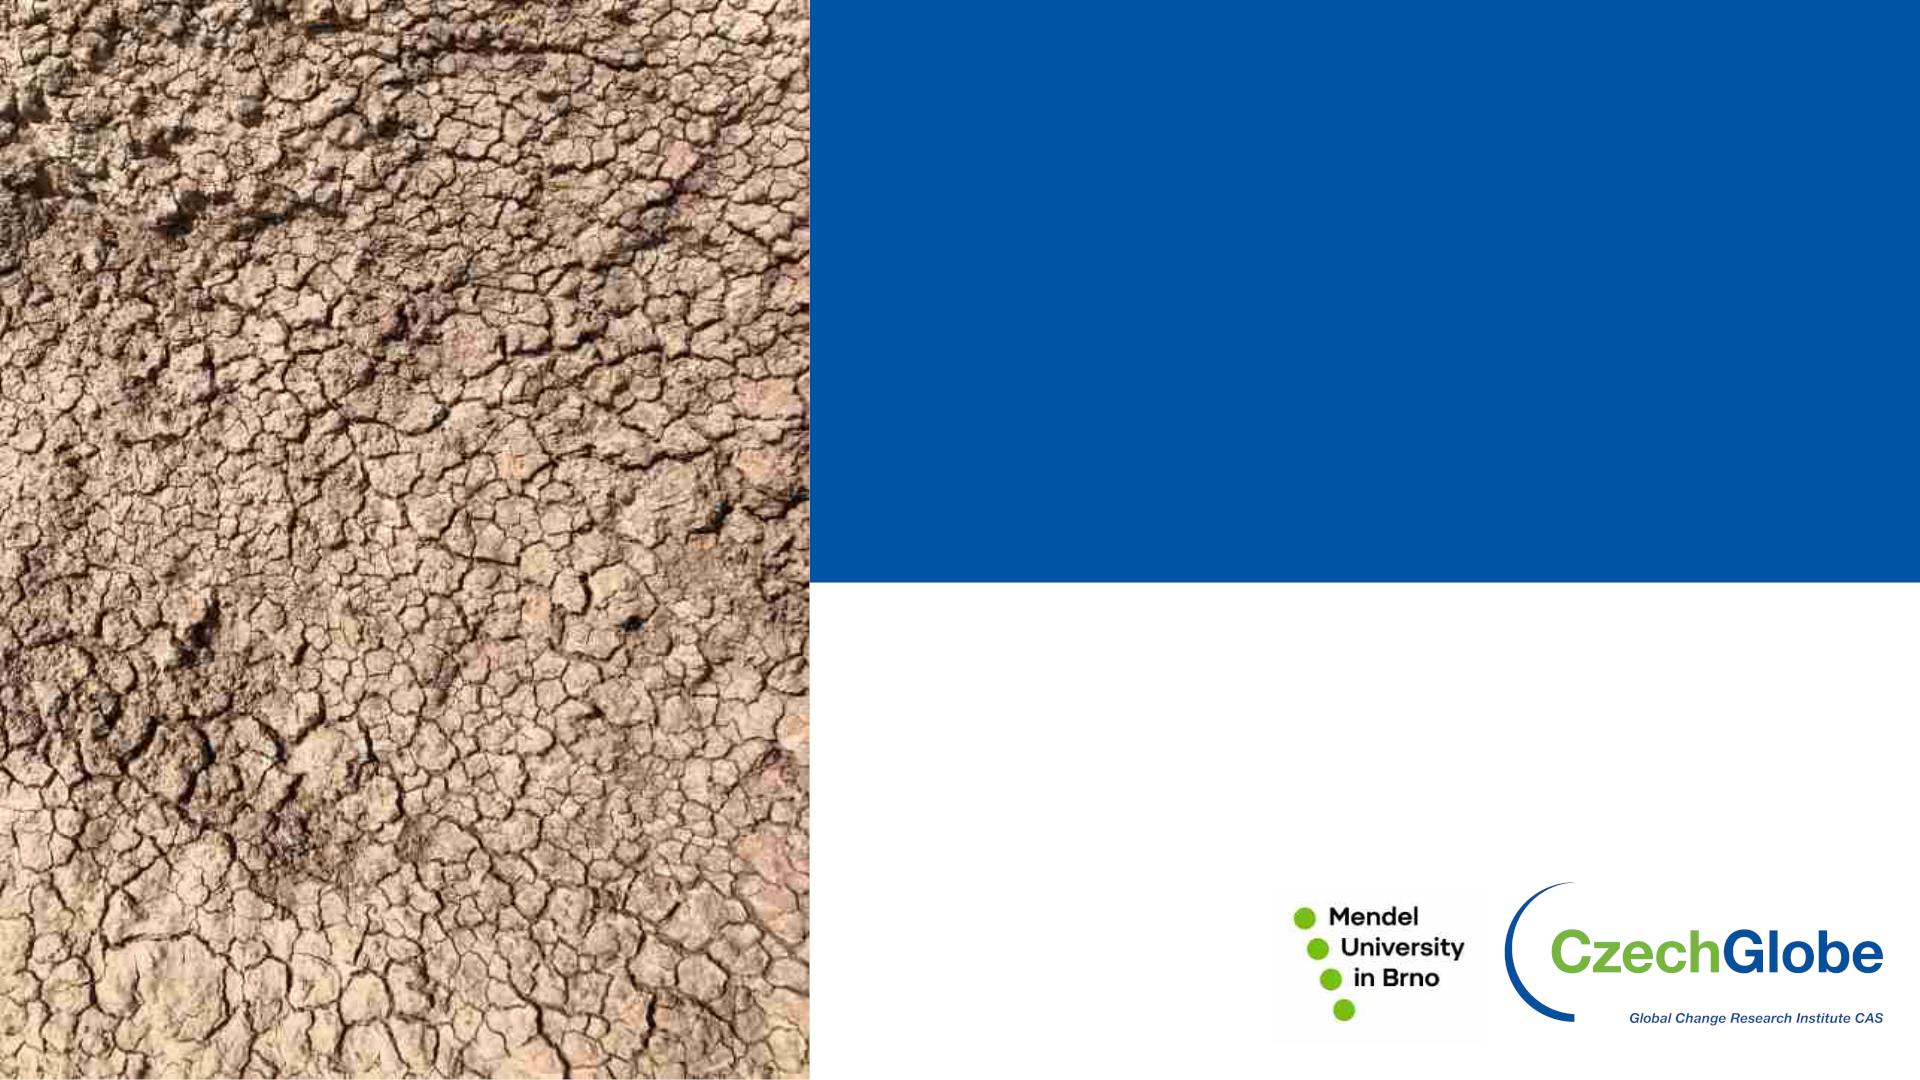 Mendel
University
in Brno
CzechGlobe
Global Change Research Institute CAS